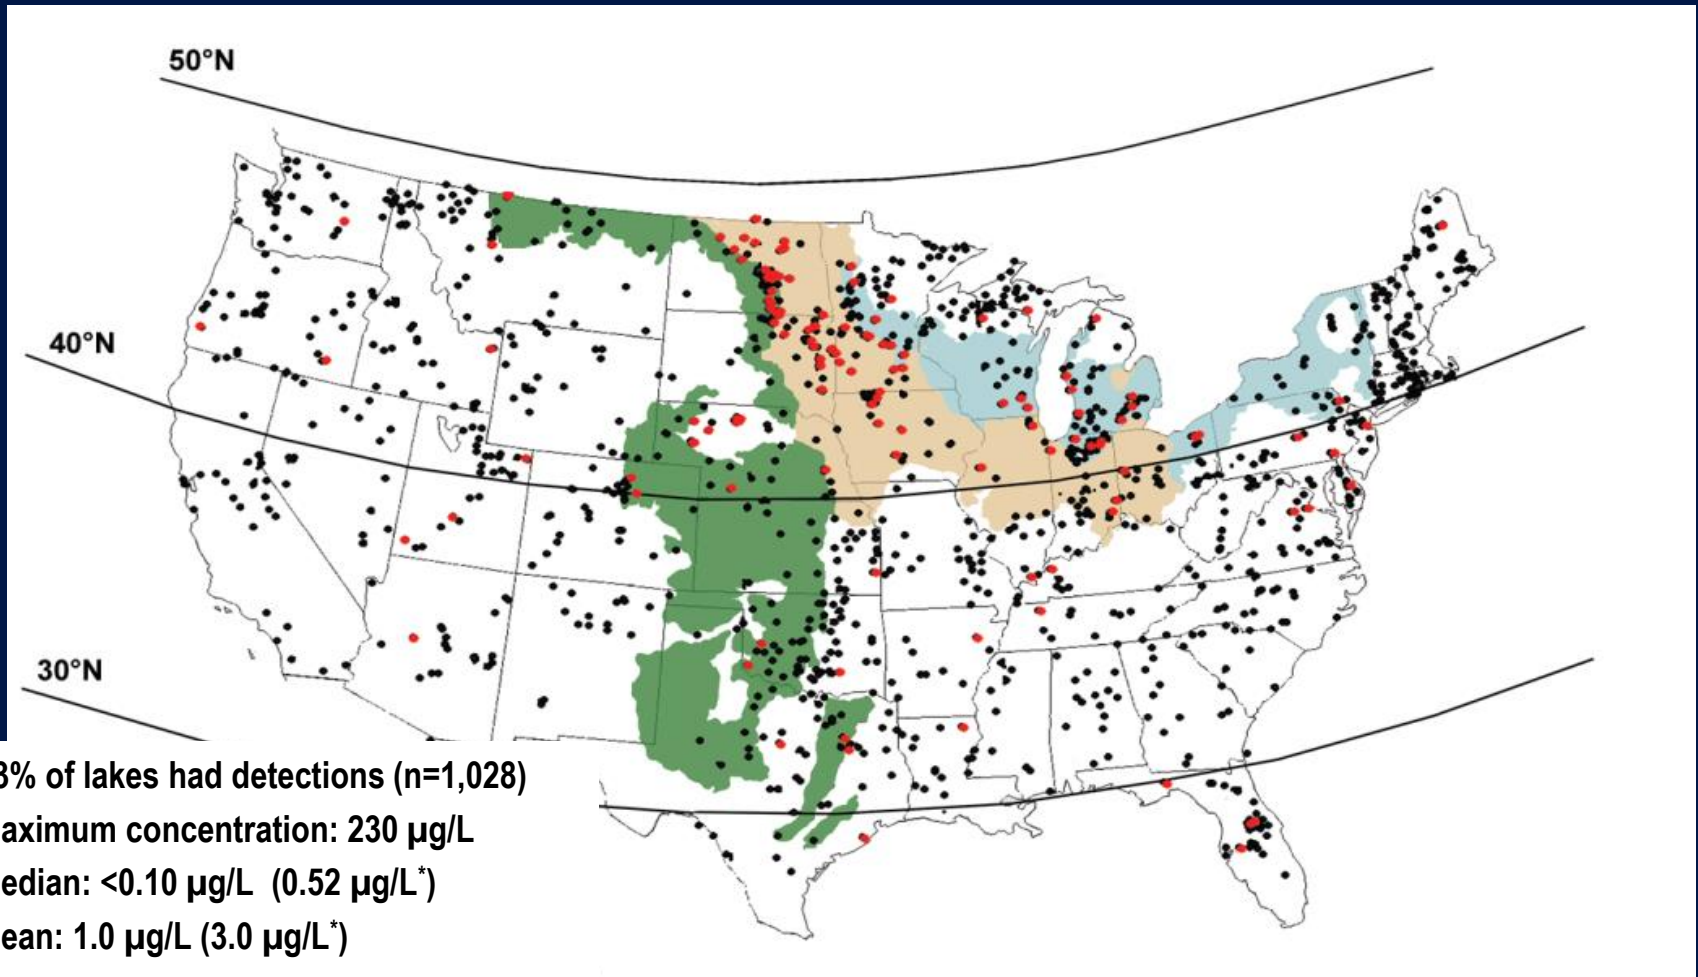 50°N
40°N
30°N
3% of lakes had detections (n=1,028)
aximum concentration: 230 µg/L
edian: <0.10 µg/L (0.52 µg/L*)
ean: 1.0 µg/L (3.0 µg/L*)